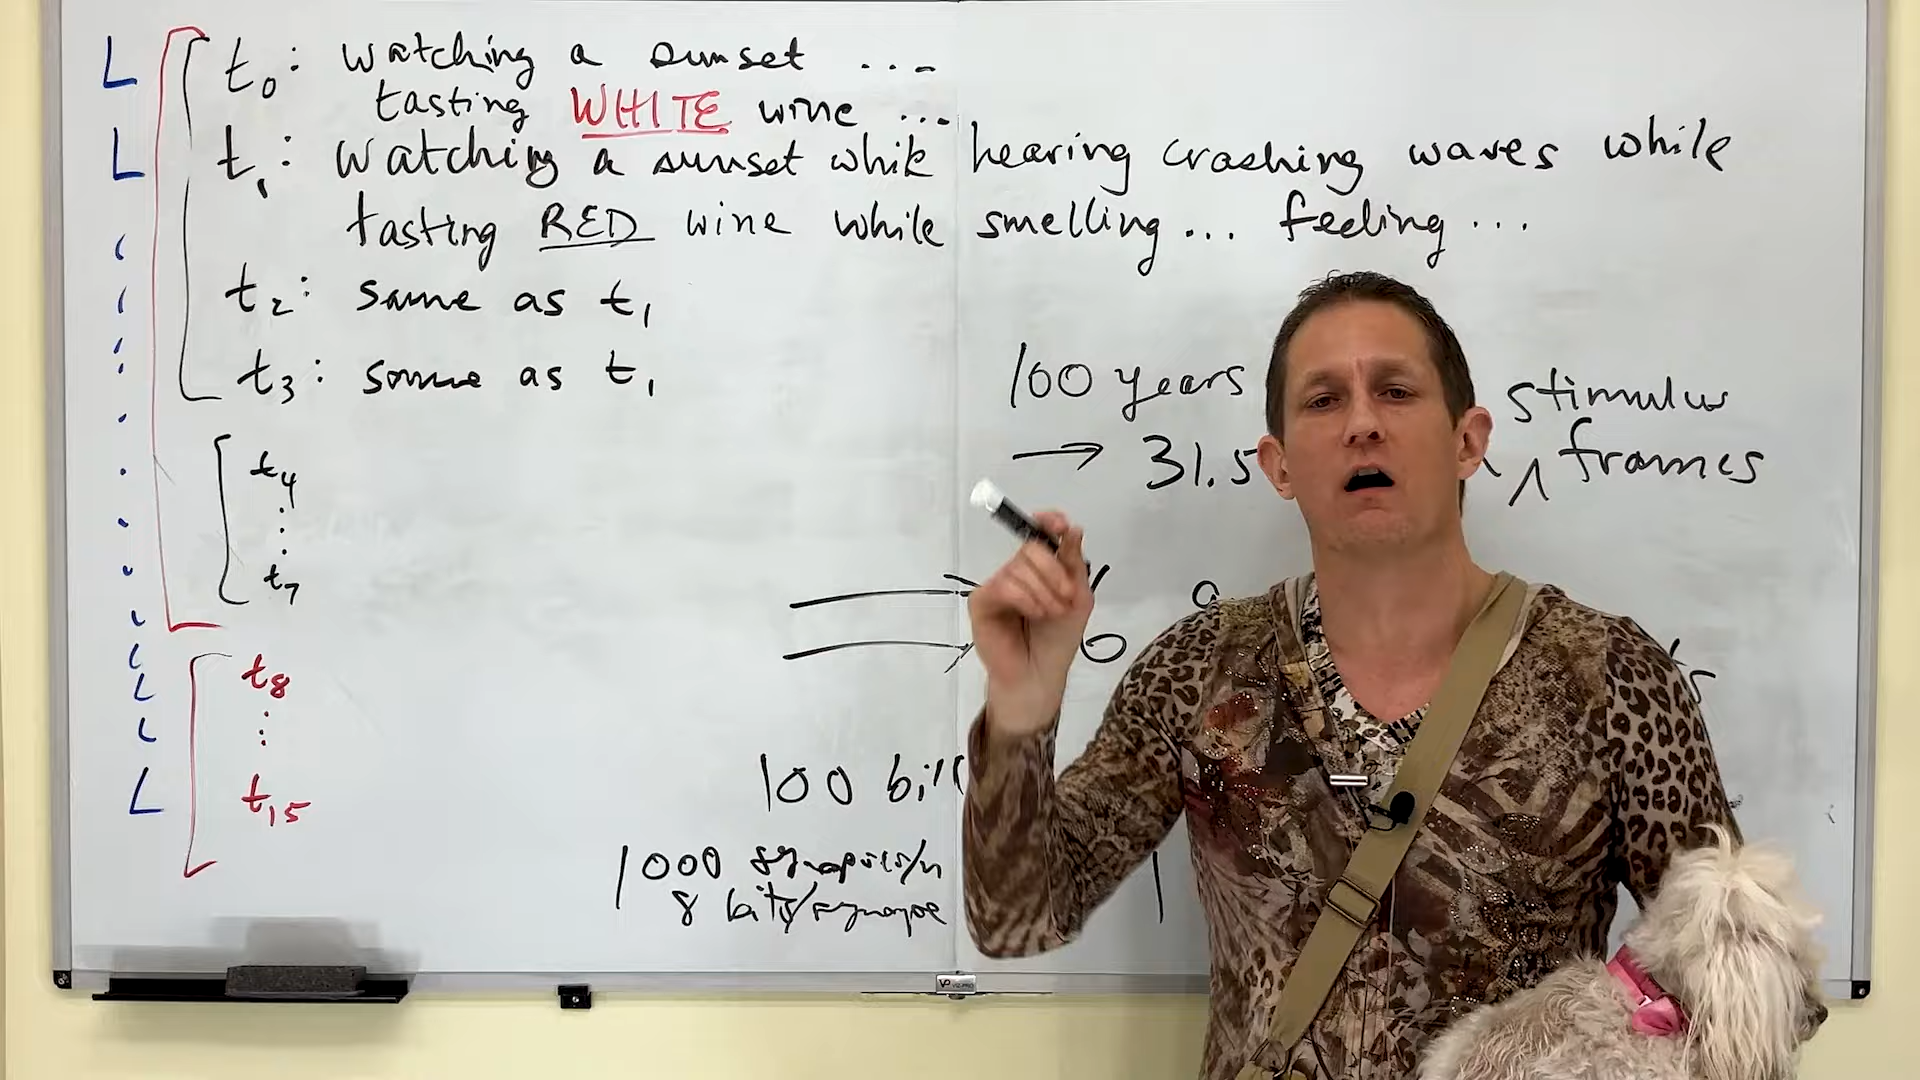 t0: watching a sunset ...
tasting WHITE wine ...
t1: watching a sunset while hearing crashing waves while
tasting RED wine while smelling ... feeling ...
t2: same as t1
t3: same as t1
100 years
stimulus
→ 31.5
^ frames
t4
:
t7
t8
:
t15
100
1000 synapses/n
8 bits/synapse